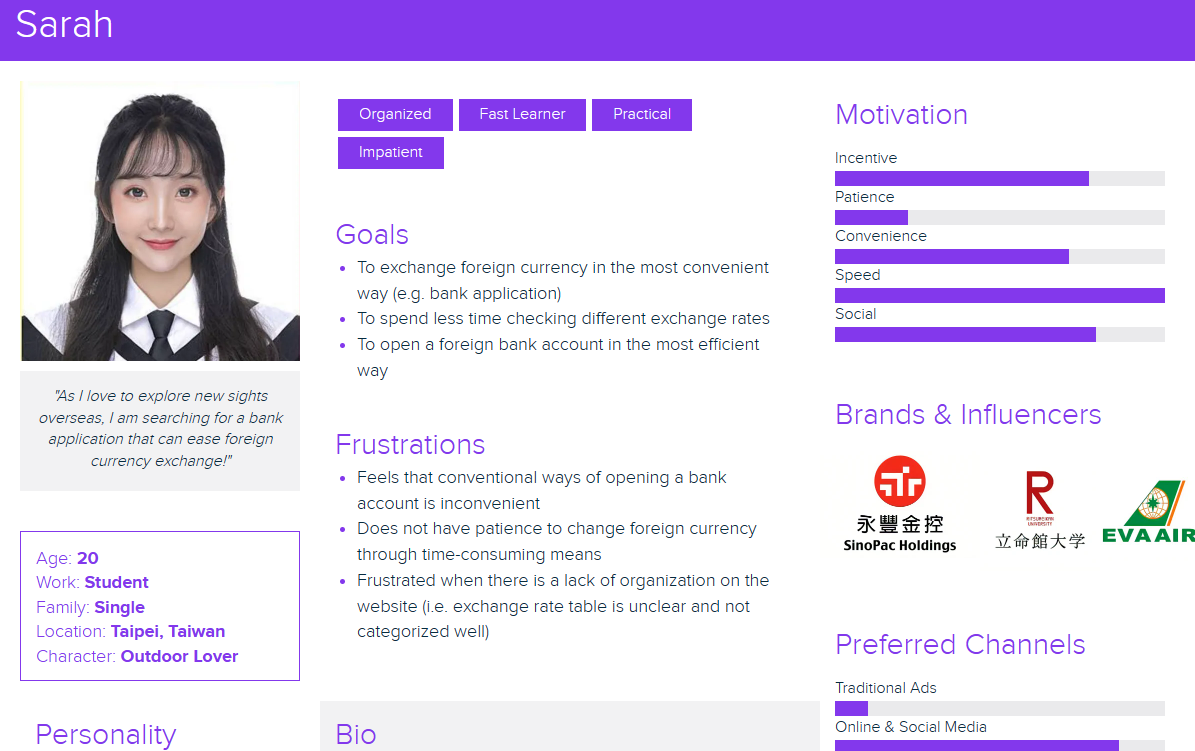 Sarah
"As I love to explore new sights
overseas, I am searching for a bank
application that can ease foreign
currency exchange!"
Age: 20
Work: Student
Family: Single
Location: Taipei, Taiwan
Character: Outdoor Lover
Personality
Organized
Fast Learner
Practical
Impatient
Goals
To exchange foreign currency in the most convenient
way (e.g. bank application)
To spend less time checking different exchange rates
To open a foreign bank account in the most efficient
way
Frustrations
Feels that conventional ways of opening a bank
account is inconvenient
Does not have patience to change foreign currency
through time-consuming means
Frustrated when there is a lack of organization on the
website (i.e. exchange rate table is unclear and not
categorized well)
Bio
Motivation
Incentive
Patience
Convenience
Speed
Social
Brands & Influencers
永豐金控
SinoPac Holdings
R
RITSUMEIKAN
UNIVERSITY
立命館大学
EVA AIR
Preferred Channels
Traditional Ads
Online & Social Media